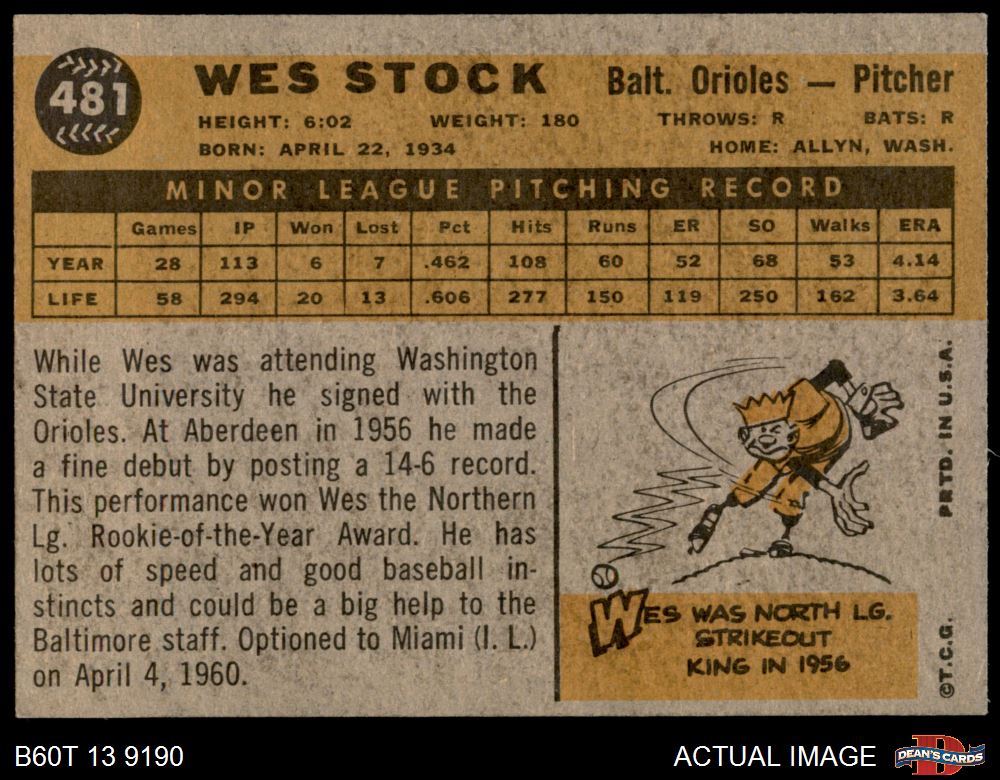 481
WES STOCK Balt. Orioles — Pitcher
HEIGHT: 6:02 WEIGHT: 180 THROWS: R BATS: R
BORN: APRIL 22, 1934 HOME: ALLYN, WASH.
MINOR LEAGUE PITCHING RECORD
Games IP Won Lost Pct Hits Runs ER SO Walks ERA
YEAR 28 113 6 7 .462 108 60 52 68 53 4.14
LIFE 58 294 20 13 .606 277 150 119 250 162 3.64
While Wes was attending Washington
State University he signed with the
Orioles. At Aberdeen in 1956 he made
a fine debut by posting a 14-6 record.
This performance won Wes the Northern
Lg. Rookie-of-the-Year Award. He has
lots of speed and good baseball in-
stincts and could be a big help to the
Baltimore staff. Optioned to Miami (I. L.)
on April 4, 1960.
WES WAS NORTH LG.
STRIKEOUT
KING IN 1956
PRTD. IN U.S.A.
©T.C.G.
B60T 13 9190
ACTUAL IMAGE
D
DEAN'S CARDS